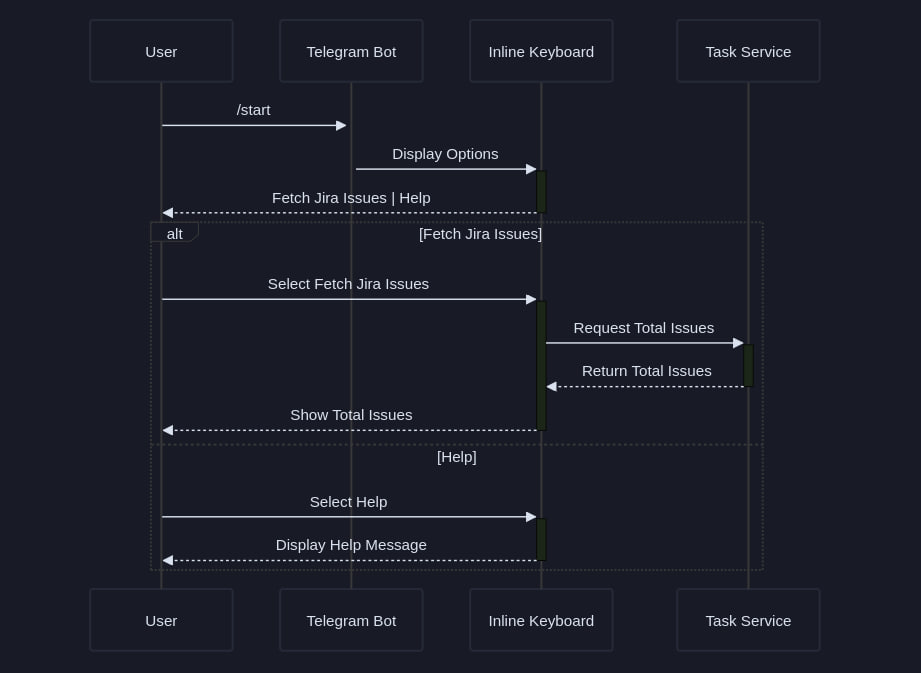 User
Telegram Bot
Inline Keyboard
Task Service
/start
Display Options
Fetch Jira Issues | Help
alt
[Fetch Jira Issues]
Select Fetch Jira Issues
Request Total Issues
Return Total Issues
Show Total Issues
[Help]
Select Help
Display Help Message
User
Telegram Bot
Inline Keyboard
Task Service